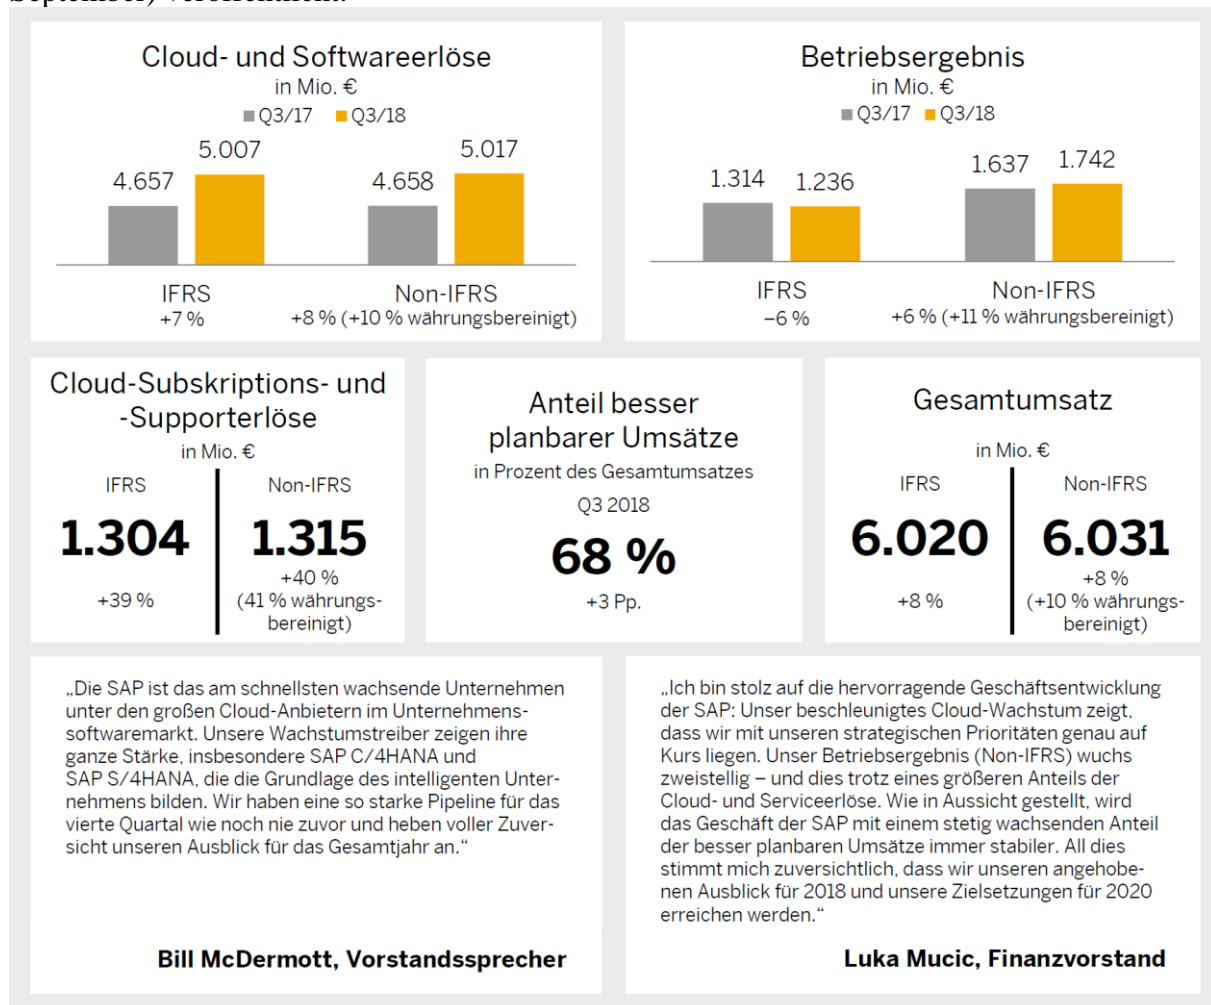 September) veröffentlicht.
Cloud- und Softwareerlöse
in Mio. €
Q3/17 Q3/18
4.657 5.007 4.658 5.017
IFRS Non-IFRS
+7 % +8 % (+10 % währungsbereinigt)
Betriebsergebnis
in Mio. €
Q3/17 Q3/18
1.314 1.236 1.637 1.742
IFRS Non-IFRS
–6 % +6 % (+11 % währungsbereinigt)
Cloud-Subskriptions- und
-Supporterlöse
in Mio. €
IFRS Non-IFRS
1.304 1.315
+39 %
+40 %
(41 % währungs-
bereinigt)
Anteil besser
planbarer Umsätze
in Prozent des Gesamtumsatzes
Q3 2018
68 %
+3 Pp.
Gesamtumsatz
in Mio. €
IFRS Non-IFRS
6.020 6.031
+8 %
+8 %
(+10 % währungs-
bereinigt)
„Die SAP ist das am schnellsten wachsende Unternehmen
unter den großen Cloud-Anbietern im Unternehmens-
softwaremarkt. Unsere Wachstumstreiber zeigen ihre
ganze Stärke, insbesondere SAP C/4HANA und
SAP S/4HANA, die die Grundlage des intelligenten Unter-
nehmens bilden. Wir haben eine so starke Pipeline für das
vierte Quartal wie noch nie zuvor und heben voller Zuver-
sicht unseren Ausblick für das Gesamtjahr an.“
Bill McDermott, Vorstandssprecher
„Ich bin stolz auf die hervorragende Geschäftsentwicklung
der SAP: Unser beschleunigtes Cloud-Wachstum zeigt,
dass wir mit unseren strategischen Prioritäten genau auf
Kurs liegen. Unser Betriebsergebnis (Non-IFRS) wuchs
zweistellig – und dies trotz eines größeren Anteils der
Cloud- und Serviceerlöse. Wie in Aussicht gestellt, wird
das Geschäft der SAP mit einem stetig wachsenden Anteil
der besser planbaren Umsätze immer stabiler. All dies
stimmt mich zuversichtlich, dass wir unseren angehobe-
nen Ausblick für 2018 und unsere Zielsetzungen für 2020
erreichen werden.“
Luka Mucic, Finanzvorstand